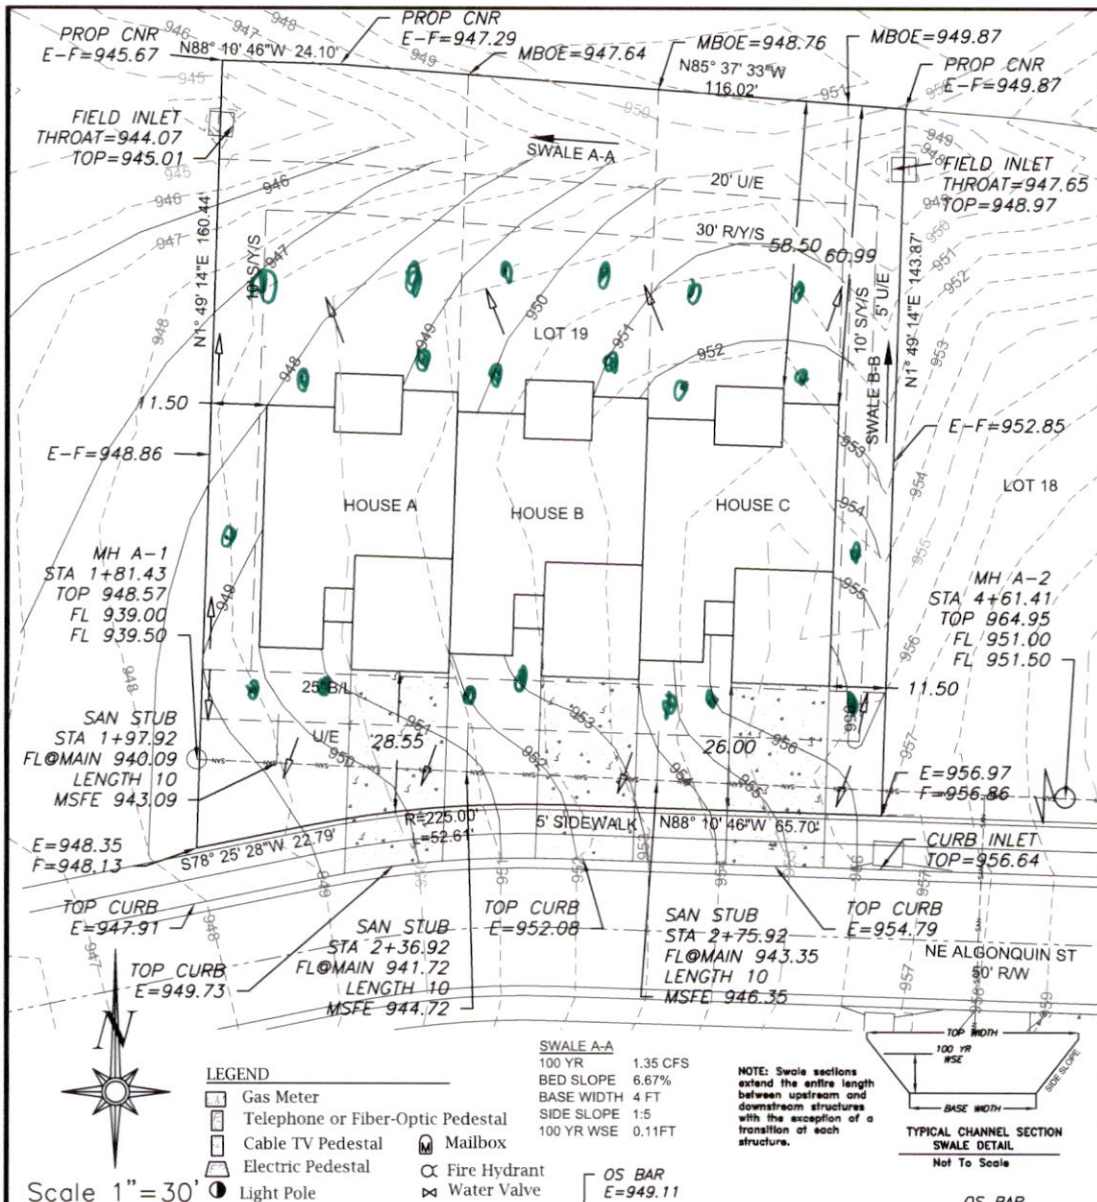 PROP CNR
E-F=945.67
N88° 10' 46"W 24.10'
PROP CNR
E-F=947.29
MBOE=947.64
MBOE=948.76
N85° 37' 33"W
116.02'
MBOE=949.87
PROP CNR
E-F=949.87
FIELD INLET
THROAT=944.07
TOP=945.01
SWALE A-A
20' U/E
30' R/Y/S
58.50
60.99
FIELD INLET
THROAT=947.65
TOP=948.97
N1° 49' 14"E 160.44'
10' S/Y/S
LOT 19
10' S/Y/S
5' U/E
SWALE B-B
N1° 49' 14"E 143.87'
11.50
E-F=948.86
E-F=952.85
LOT 18
HOUSE A
HOUSE B
HOUSE C
MH A-1
STA 1+81.43
TOP 948.57
FL 939.00
FL 939.50
MH A-2
STA 4+61.41
TOP 964.95
FL 951.00
FL 951.50
25' B/L
11.50
SAN STUB
STA 1+97.92
FL@MAIN 940.09
LENGTH 10
MSFE 943.09
U/E
28.55
26.00
E=956.97
F=956.86
E=948.35
F=948.13
S78° 25' 28"W 22.79'
R=225.00'
=52.61'
5' SIDEWALK
N88° 10' 46"W 65.70'
CURB INLET
TOP=956.64
TOP CURB
E=947.91
TOP CURB
E=949.73
SAN STUB
STA 2+36.92
FL@MAIN 941.72
LENGTH 10
MSFE 944.72
TOP CURB
E=952.08
SAN STUB
STA 2+75.92
FL@MAIN 943.35
LENGTH 10
MSFE 946.35
TOP CURB
E=954.79
NE ALGONQUIN ST
50' R/W
N
Scale 1"=30'
LEGEND
Gas Meter
Telephone or Fiber-Optic Pedestal
Cable TV Pedestal
Electric Pedestal
Light Pole
M Mailbox
Fire Hydrant
Water Valve
SWALE A-A
100 YR 1.35 CFS
BED SLOPE 6.67%
BASE WIDTH 4 FT
SIDE SLOPE 1:5
100 YR WSE 0.11FT
OS BAR
E=949.11
NOTE: Swale sections
extend the entire length
between upstream and
downstream structures
with the exception of a
transition at each
structure.
TOP WIDTH
100 YR
WSE
SIDE SLOPE
BASE WIDTH
TYPICAL CHANNEL SECTION
SWALE DETAIL
Not To Scale
OS BAR